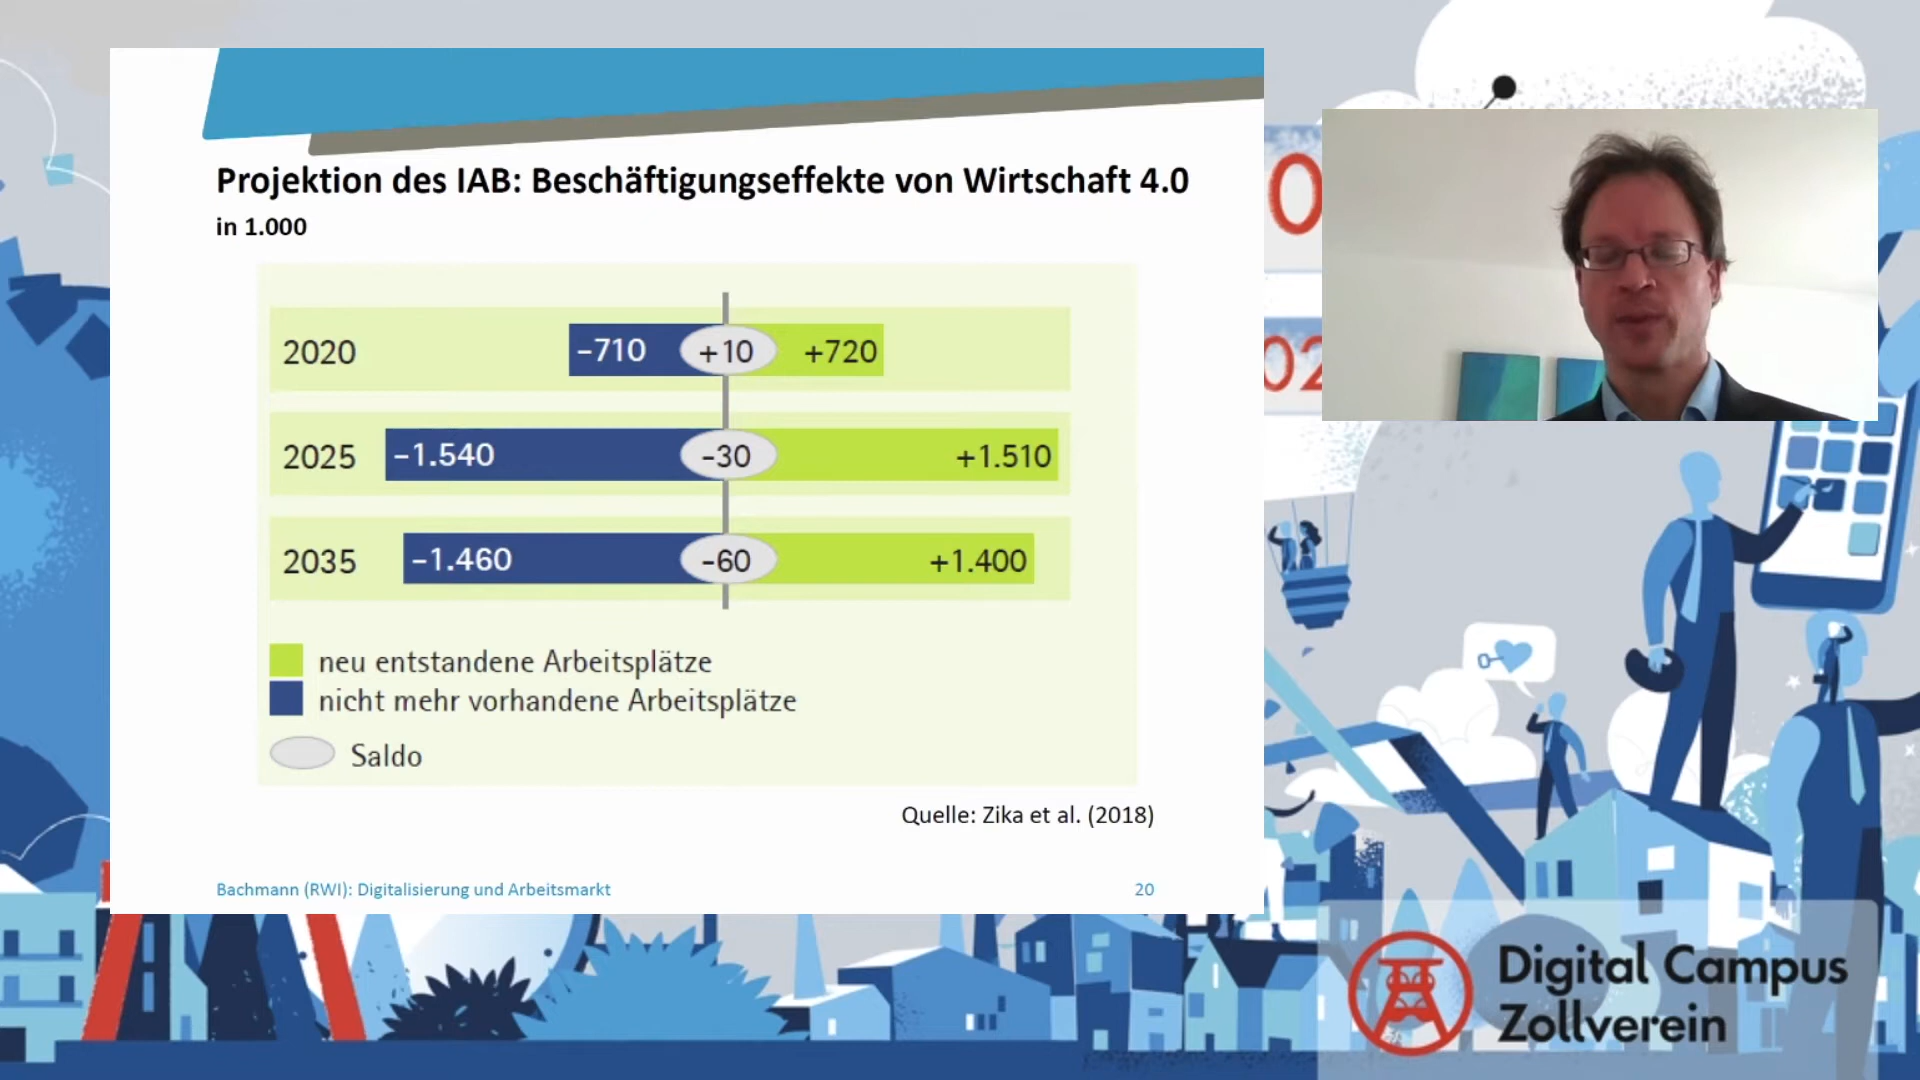 Projektion des IAB: Beschäftigungseffekte von Wirtschaft 4.0
in 1.000
2020 −710 +10 +720
2025 −1.540 -30 +1.510
2035 −1.460 -60 +1.400
neu entstandene Arbeitsplätze
nicht mehr vorhandene Arbeitsplätze
Saldo
Quelle: Zika et al. (2018)
Bachmann (RWI): Digitalisierung und Arbeitsmarkt 20
Digital Campus
Zollverein